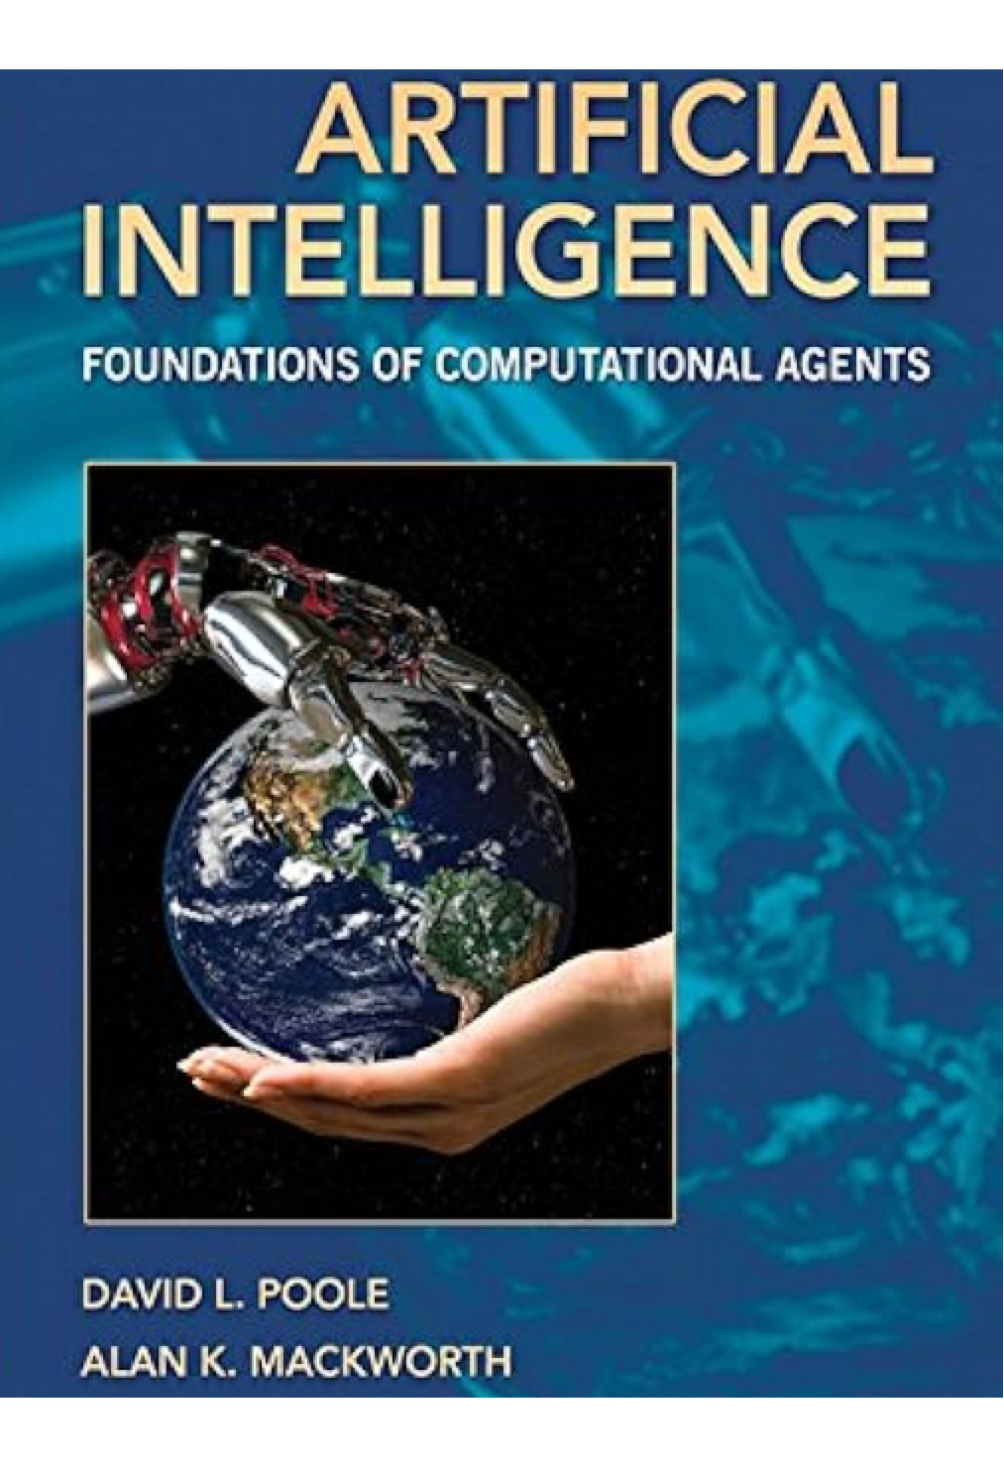 ARTIFICIAL
INTELLIGENCE
FOUNDATIONS OF COMPUTATIONAL AGENTS
DAVID L. POOLE
ALAN K. MACKWORTH